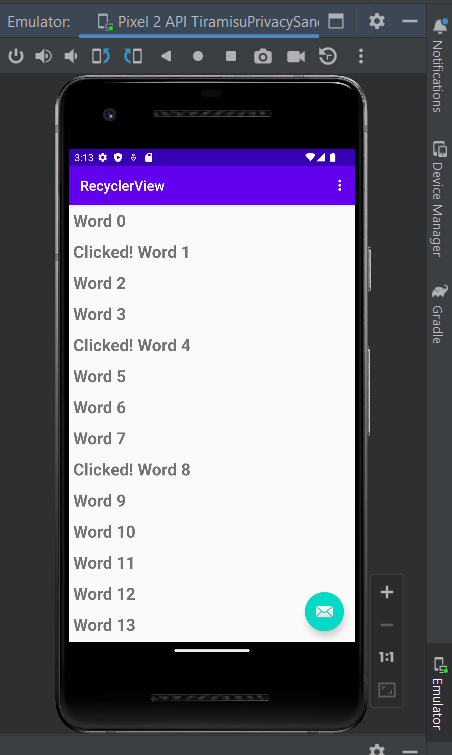 Emulator:
Pixel 2 API TiramisuPrivacySand
Notifications
Device Manager
Gradle
3:13
RecyclerView
Word 0
Clicked! Word 1
Word 2
Word 3
Clicked! Word 4
Word 5
Word 6
Word 7
Clicked! Word 8
Word 9
Word 10
Word 11
Word 12
Word 13
1:1
Emulator